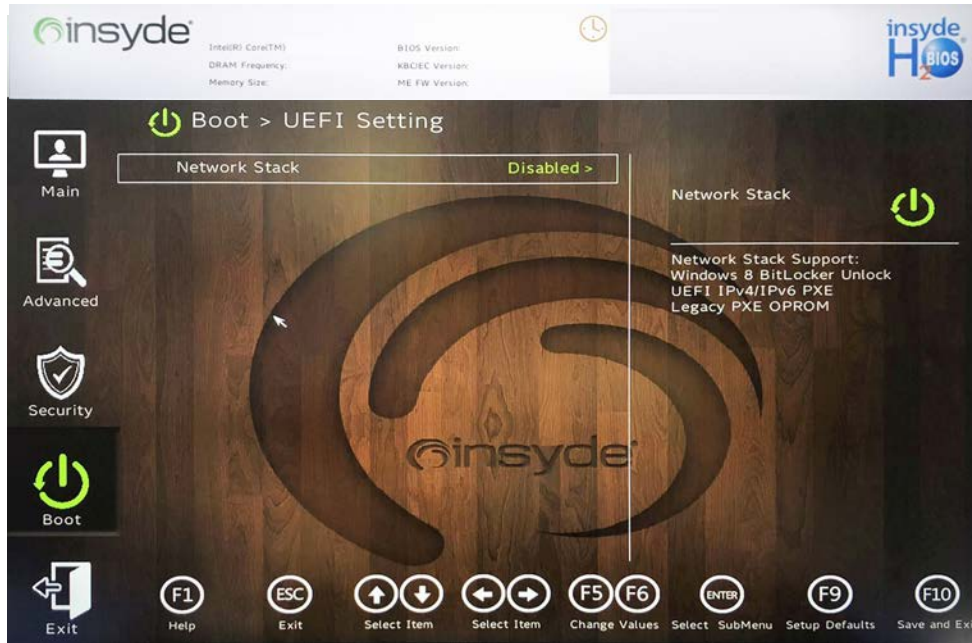 insyde
Intel(R) Core(TM)
DRAM Frequency:
Memory Size:
BIOS Version:
KBC/EC Version:
ME FW Version:
insyde
H2O
BIOS
Boot > UEFI Setting
Network Stack Disabled >
Main
Advanced
Security
Boot
Exit
Network Stack
Network Stack Support:
Windows 8 BitLocker Unlock
UEFI IPv4/IPv6 PXE
Legacy PXE OPROM
insyde
F1
Help
ESC
Exit
Select Item
Select Item
F5 F6
Change Values
ENTER
Select SubMenu
F9
Setup Defaults
F10
Save and Ex